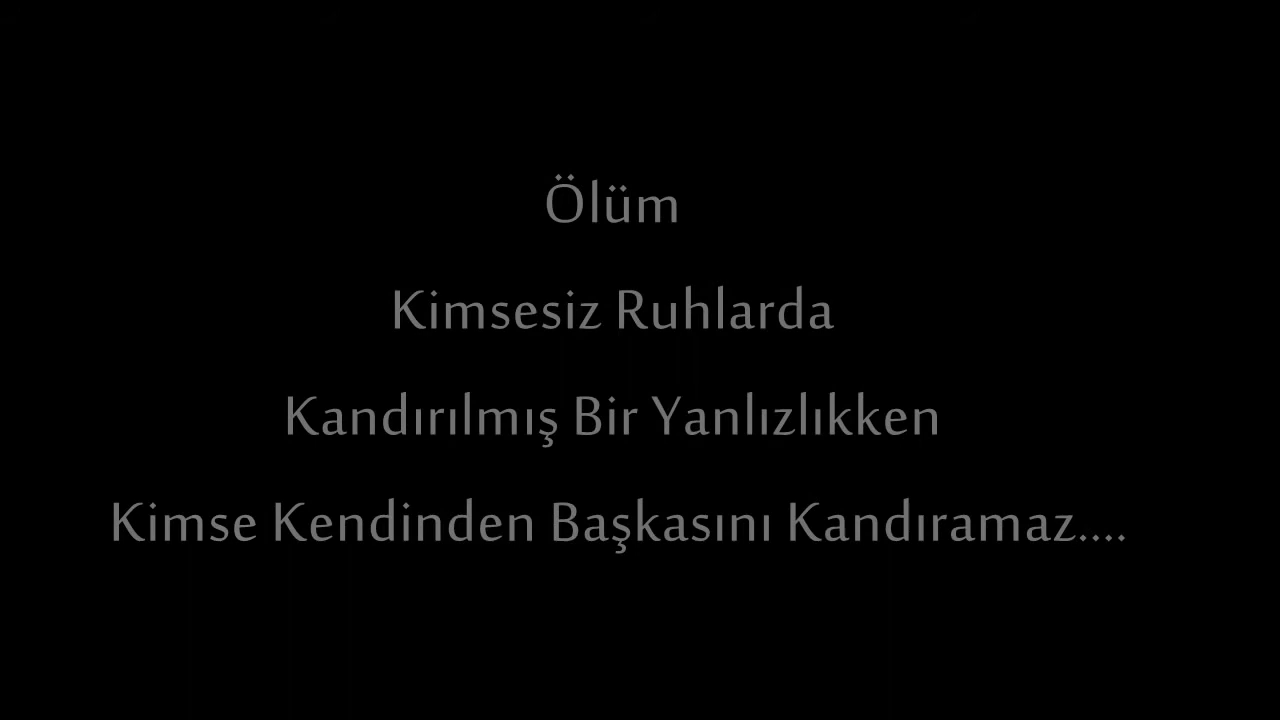 Ölüm
Kimsesiz Ruhlarda
Kandırılmış Bir Yanlızlıkken
Kimse Kendinden Başkasını Kandıramaz....